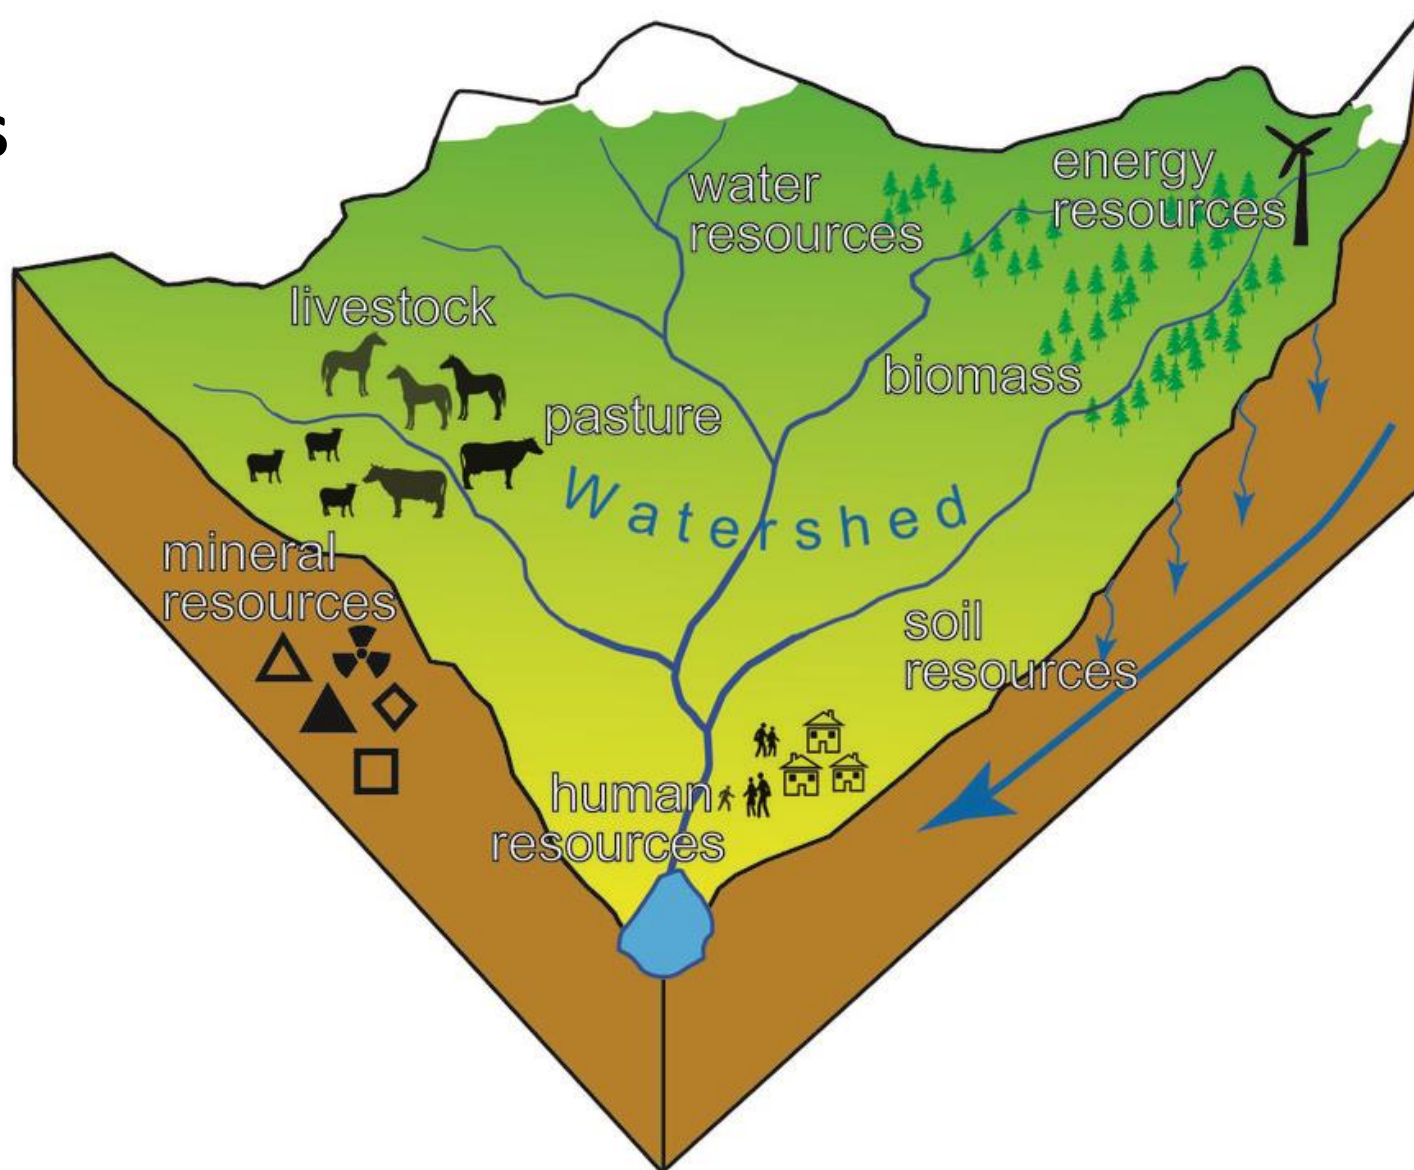 s
water
resources
energy
resources
livestock
biomass
pasture
Watershed
mineral
resources
soil
resources
human
resources